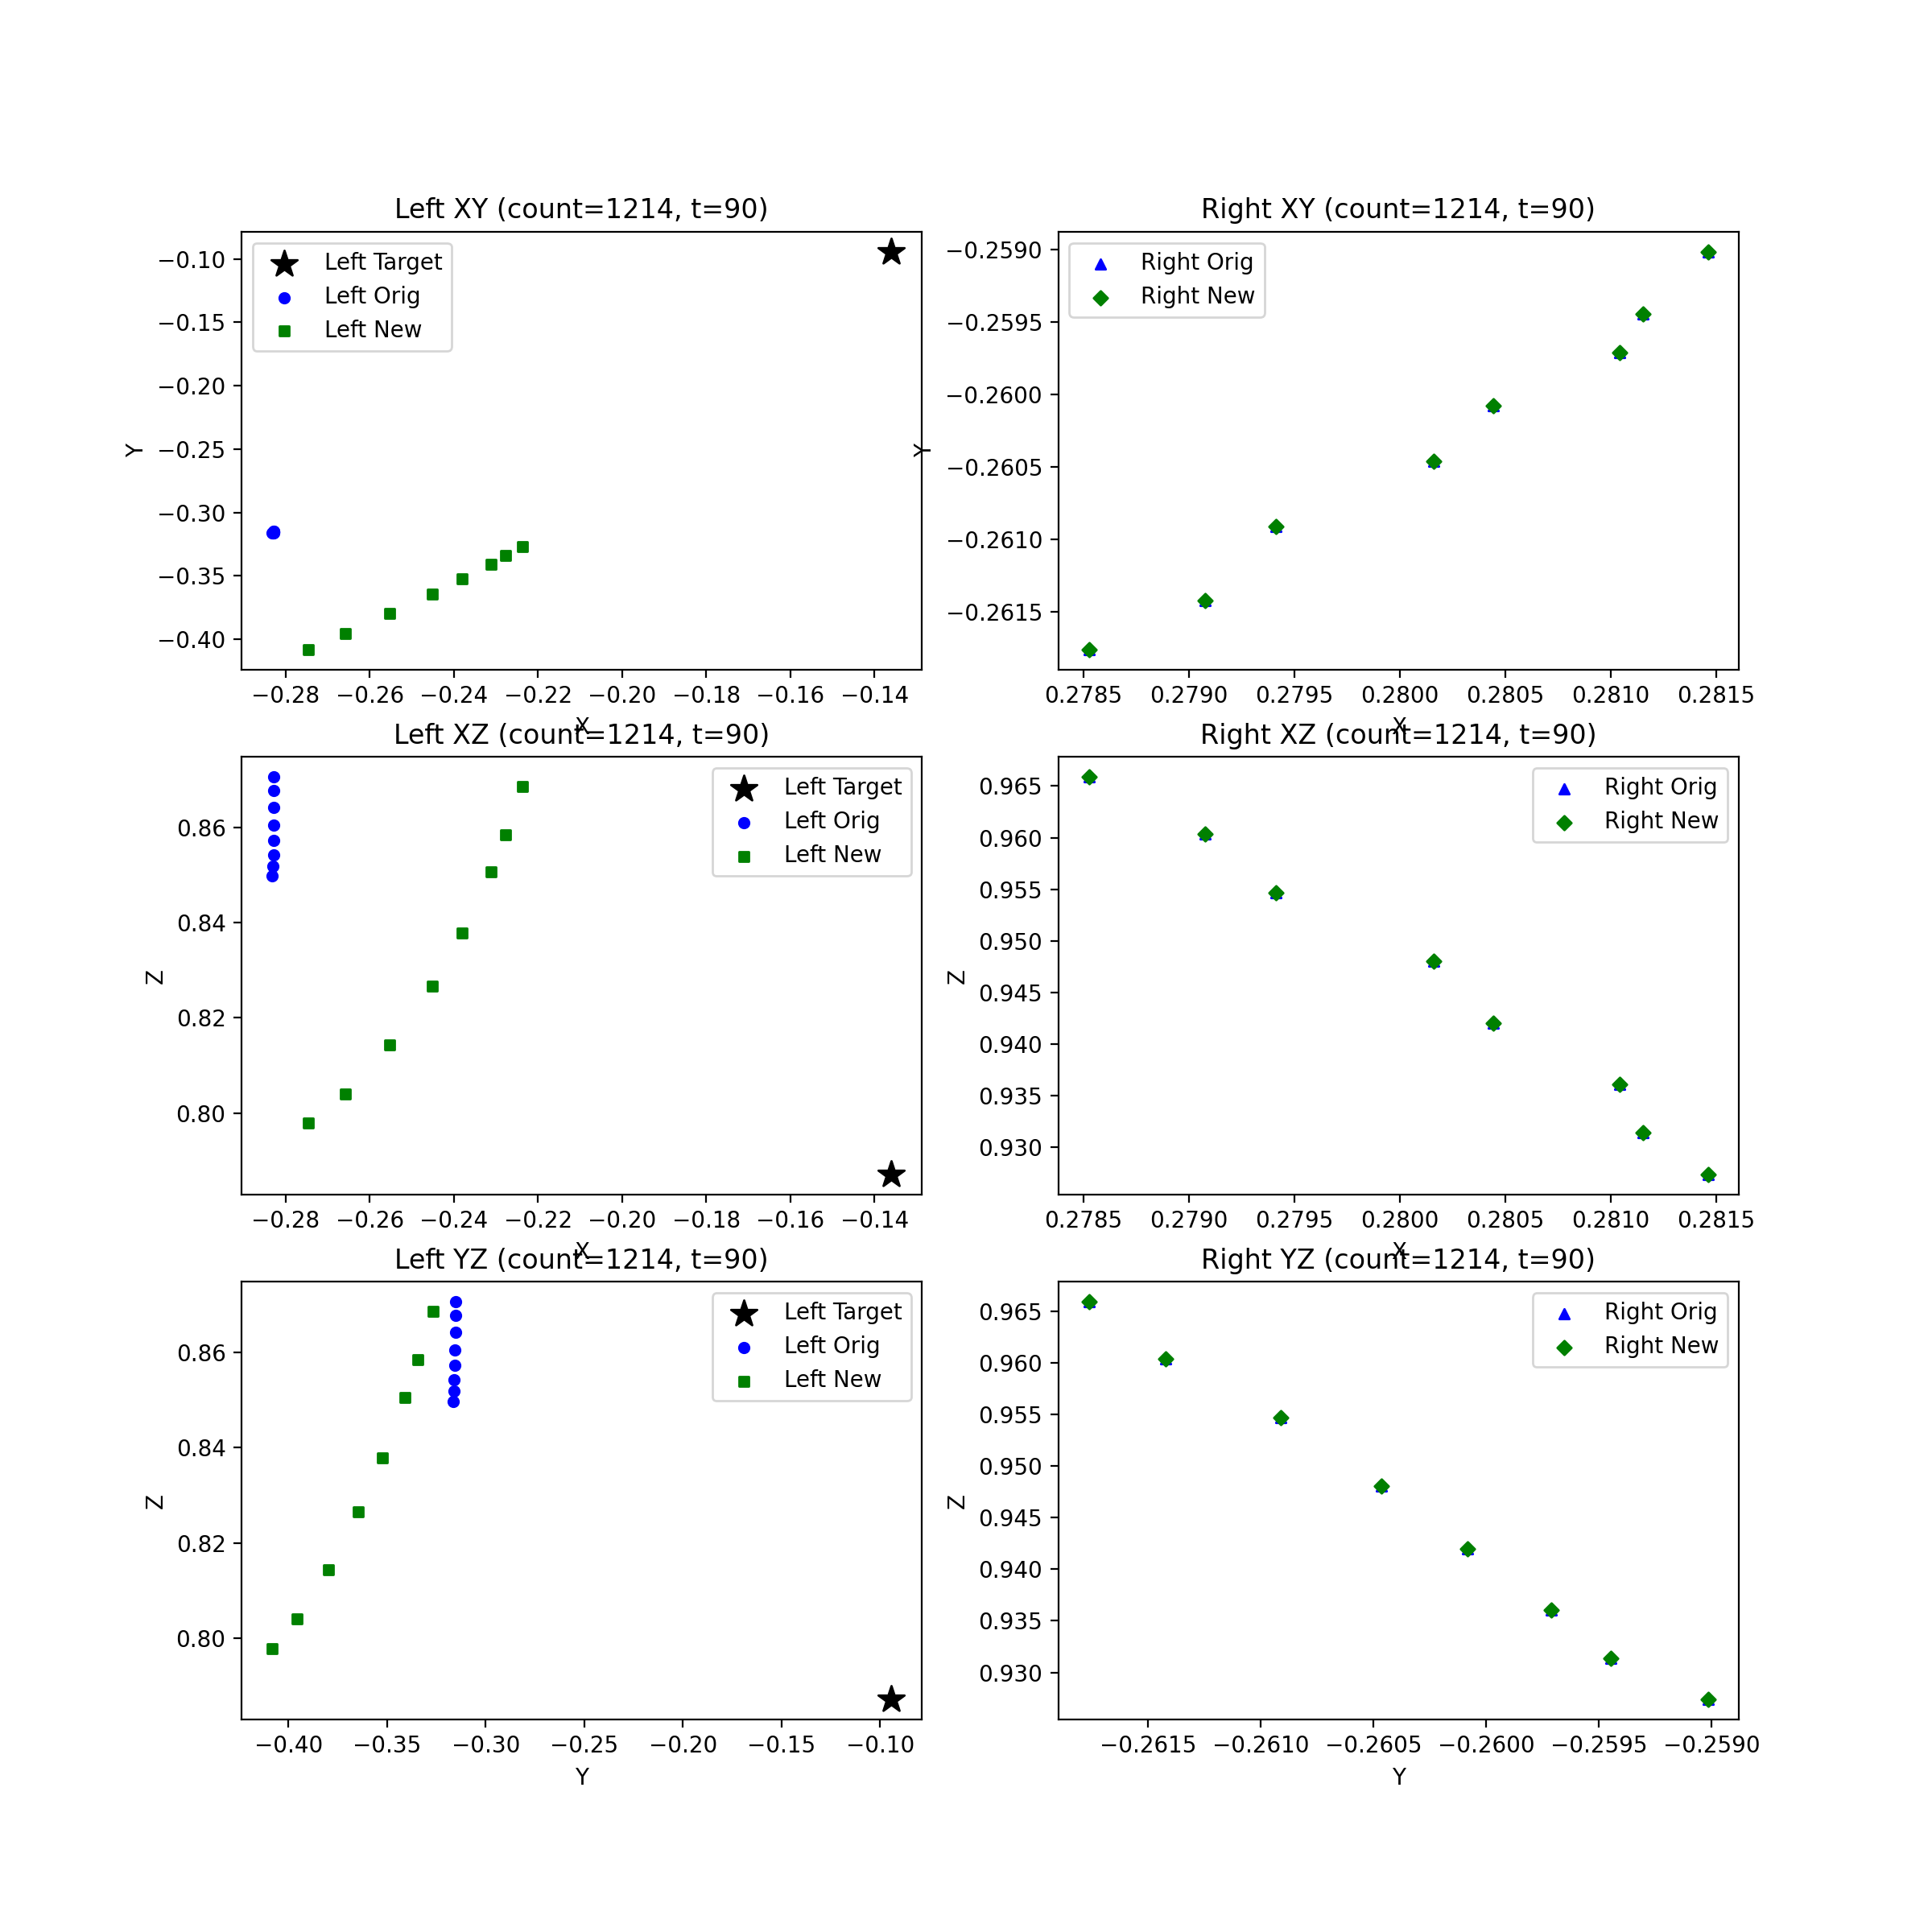 Left XY (count=1214, t=90)
Left Target
Left Orig
Left New
−0.10
−0.15
−0.20
−0.25
−0.30
−0.35
−0.40
Y
−0.28 −0.26 −0.24 −0.22 −0.20 −0.18 −0.16 −0.14
X
Right XY (count=1214, t=90)
Right Orig
Right New
−0.2590
−0.2595
−0.2600
−0.2605
−0.2610
−0.2615
Y
0.2785 0.2790 0.2795 0.2800 0.2805 0.2810 0.2815
X
Left XZ (count=1214, t=90)
Left Target
Left Orig
Left New
0.86
0.84
0.82
0.80
Z
−0.28 −0.26 −0.24 −0.22 −0.20 −0.18 −0.16 −0.14
X
Right XZ (count=1214, t=90)
Right Orig
Right New
0.965
0.960
0.955
0.950
0.945
0.940
0.935
0.930
Z
0.2785 0.2790 0.2795 0.2800 0.2805 0.2810 0.2815
X
Left YZ (count=1214, t=90)
Left Target
Left Orig
Left New
0.86
0.84
0.82
0.80
Z
−0.40 −0.35 −0.30 −0.25 −0.20 −0.15 −0.10
Y
Right YZ (count=1214, t=90)
Right Orig
Right New
0.965
0.960
0.955
0.950
0.945
0.940
0.935
0.930
Z
−0.2615 −0.2610 −0.2605 −0.2600 −0.2595 −0.2590
Y